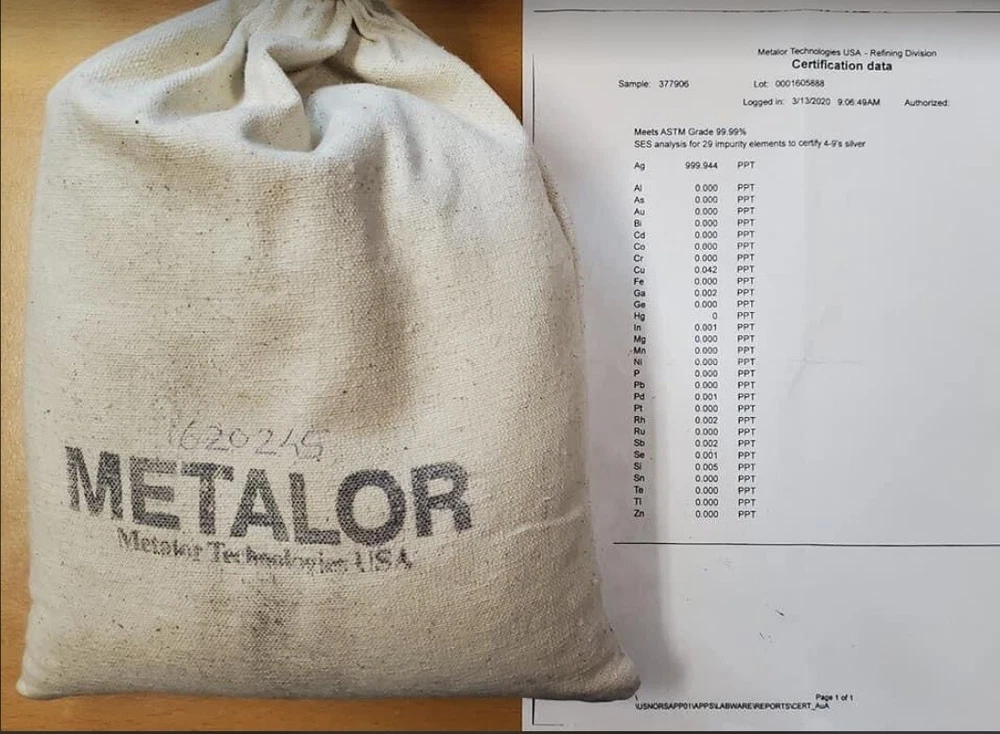 1620245
METALOR
Metalor Technologies USA
Metalor Technologies USA - Refining Division
Certification data
Sample: 377906 Lot: 0001605888
Logged in: 3/13/2020 9:06:49AM Authorized:
Meets ASTM Grade 99.99%
SES analysis for 29 impurity elements to certify 4-9's silver
Ag 999.944 PPT
Al 0.000 PPT
As 0.000 PPT
Au 0.000 PPT
Bi 0.000 PPT
Cd 0.000 PPT
Co 0.000 PPT
Cr 0.000 PPT
Cu 0.042 PPT
Fe 0.000 PPT
Ga 0.002 PPT
Ge 0.000 PPT
Hg 0 PPT
In 0.001 PPT
Mg 0.000 PPT
Mn 0.000 PPT
Ni 0.000 PPT
P 0.000 PPT
Pb 0.000 PPT
Pd 0.001 PPT
Pt 0.000 PPT
Rh 0.002 PPT
Ru 0.000 PPT
Sb 0.002 PPT
Se 0.001 PPT
Si 0.005 PPT
Sn 0.000 PPT
Te 0.000 PPT
Tl 0.000 PPT
Zn 0.000 PPT
Page 1 of 1
\USNORSAPP01\APPS\LABWARE\REPORTS\CERT_AuA